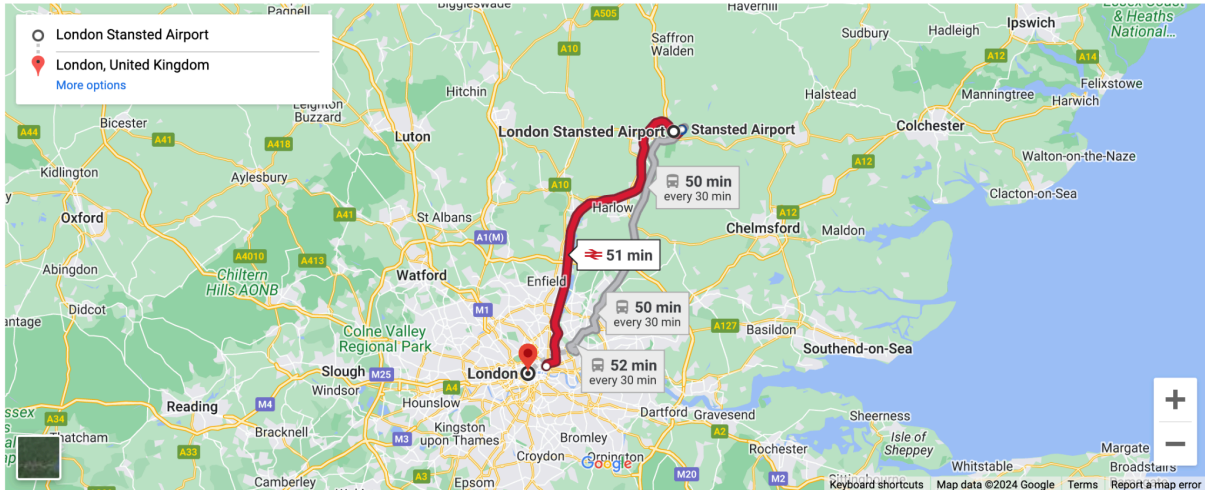 London Stansted Airport
London, United Kingdom
More options
Pagnell
Biggleswade
A505
Haverhill
Essex Coast
& Heaths
National...
Ipswich
Saffron
Walden
Sudbury
Hadleigh
A12
A14
A10
Hitchin
Halstead
Manningtree
Felixstowe
Harwich
Leighton
Buzzard
Bicester
A44
A41
A418
Luton
London Stansted Airport
Stansted Airport
Colchester
Walton-on-the-Naze
Kidlington
Aylesbury
A10
50 min
every 30 min
A12
Clacton-on-Sea
Oxford
A41
St Albans
Harlow
A12
Chelmsford
Maldon
A1(M)
51 min
A4010
A413
Abingdon
Chiltern
Hills AONB
Watford
Enfield
Didcot
M1
50 min
every 30 min
A127
Basildon
antage
Colne Valley
Regional Park
Southend-on-Sea
52 min
every 30 min
Slough
M25
London
Windsor
A4
Hounslow
Reading
M4
Dartford
Gravesend
Sheerness
A34
Thatcham
Bracknell
M3
Kingston
upon Thames
A2
Isle of
Sheppey
A33
Bromley
Rochester
Margate
Croydon
Orpington
Google
Whitstable
Broadstairs
Camberley
A3
Epsom
M20
M2
Sittingbourne
Keyboard shortcuts
Map data ©2024 Google
Terms
Report a map error